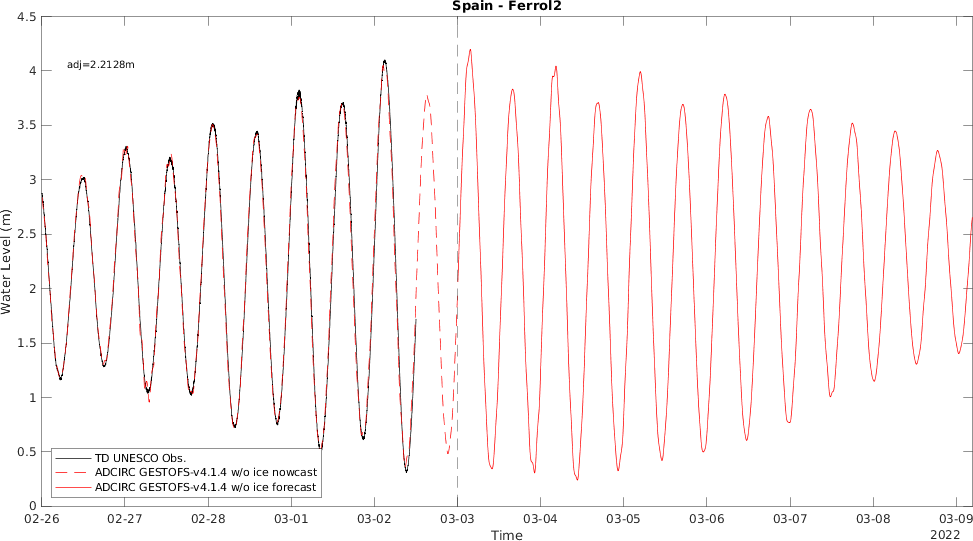 Spain - Ferrol2
4.5
4
3.5
3
2.5
2
1.5
1
0.5
0
Water Level (m)
adj=2.2128m
TD UNESCO Obs.
ADCIRC GESTOFS-v4.1.4 w/o ice nowcast
ADCIRC GESTOFS-v4.1.4 w/o ice forecast
02-26 02-27 02-28 03-01 03-02 03-03 03-04 03-05 03-06 03-07 03-08 03-09
Time
2022